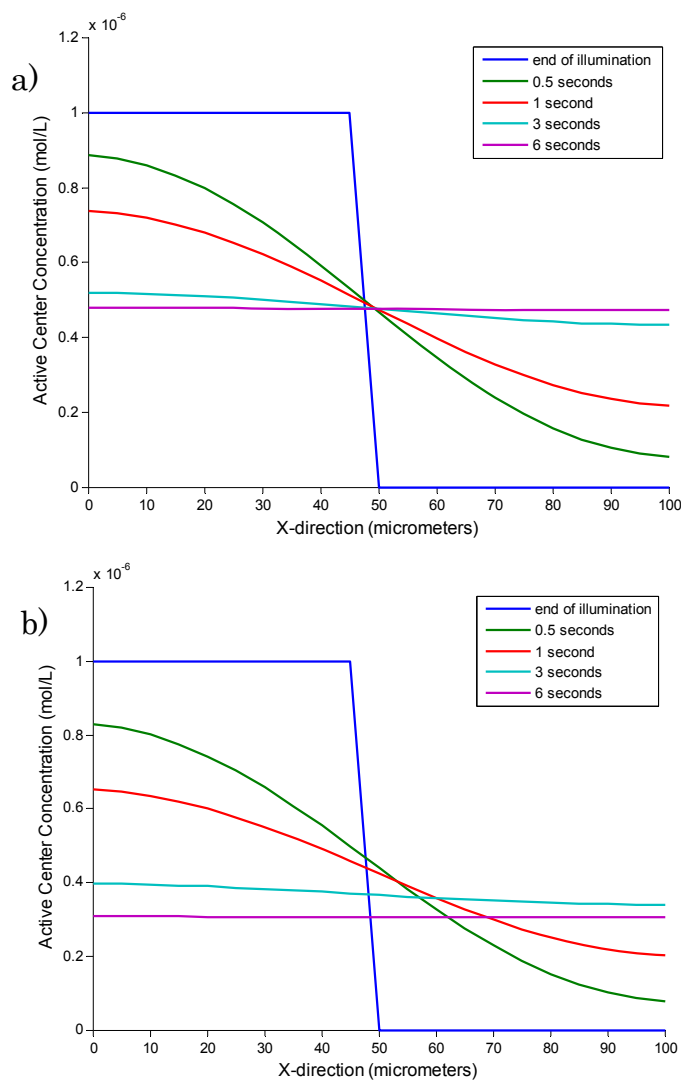 x 10⁻⁶
a)
1.2
1
0.8
0.6
0.4
0.2
0
Active Center Concentration (mol/L)
end of illumination
0.5 seconds
1 second
3 seconds
6 seconds
0 10 20 30 40 50 60 70 80 90 100
X-direction (micrometers)
x 10⁻⁶
b)
1.2
1
0.8
0.6
0.4
0.2
0
Active Center Concentration (mol/L)
end of illumination
0.5 seconds
1 second
3 seconds
6 seconds
0 10 20 30 40 50 60 70 80 90 100
X-direction (micrometers)